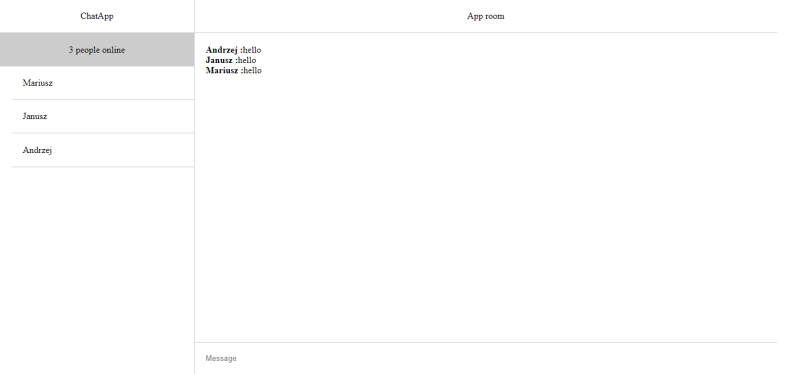 ChatApp
App room
3 people online
Mariusz
Janusz
Andrzej
Andrzej :hello
Janusz :hello
Mariusz :hello
Message